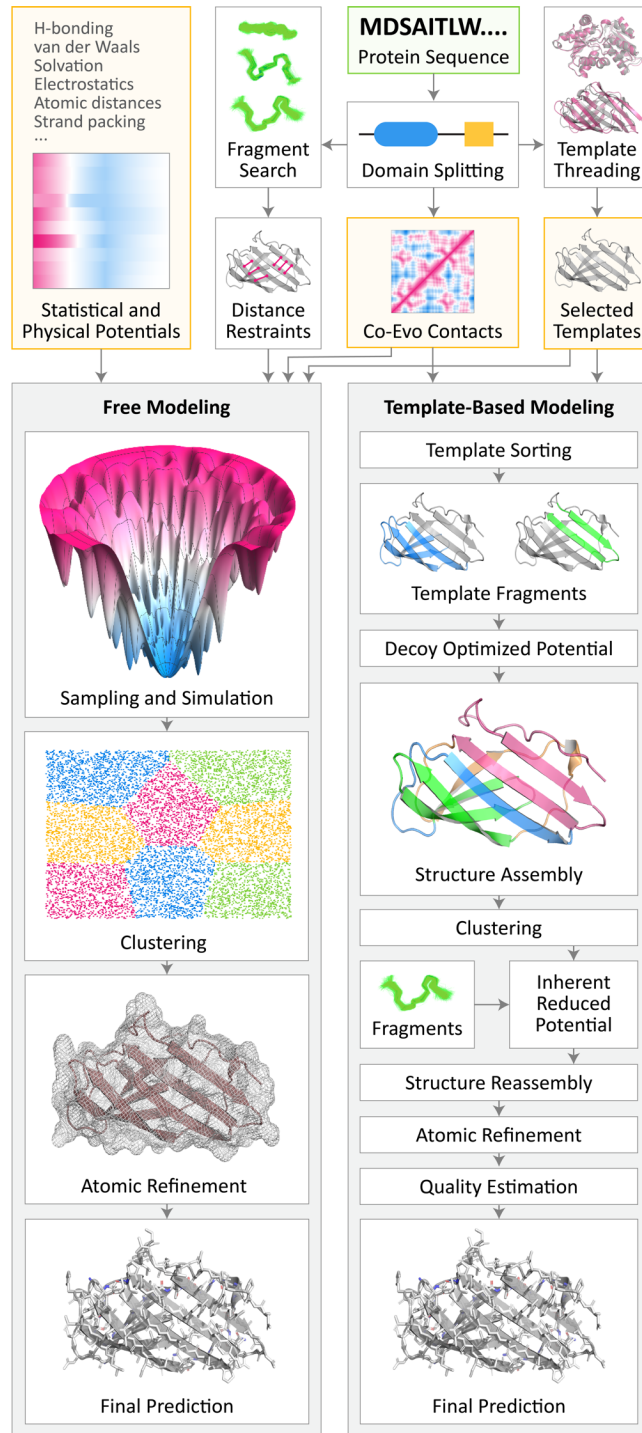 H-bonding
van der Waals
Solvation
Electrostatics
Atomic distances
Strand packing
...
Statistical and
Physical Potentials
MDSAITLW....
Protein Sequence
Fragment
Search
Domain Splitting
Template
Threading
Distance
Restraints
Co-Evo Contacts
Selected
Templates
Free Modeling
Sampling and Simulation
Clustering
Atomic Refinement
Final Prediction
Template-Based Modeling
Template Sorting
Template Fragments
Decoy Optimized Potential
Structure Assembly
Clustering
Fragments
Inherent
Reduced
Potential
Structure Reassembly
Atomic Refinement
Quality Estimation
Final Prediction